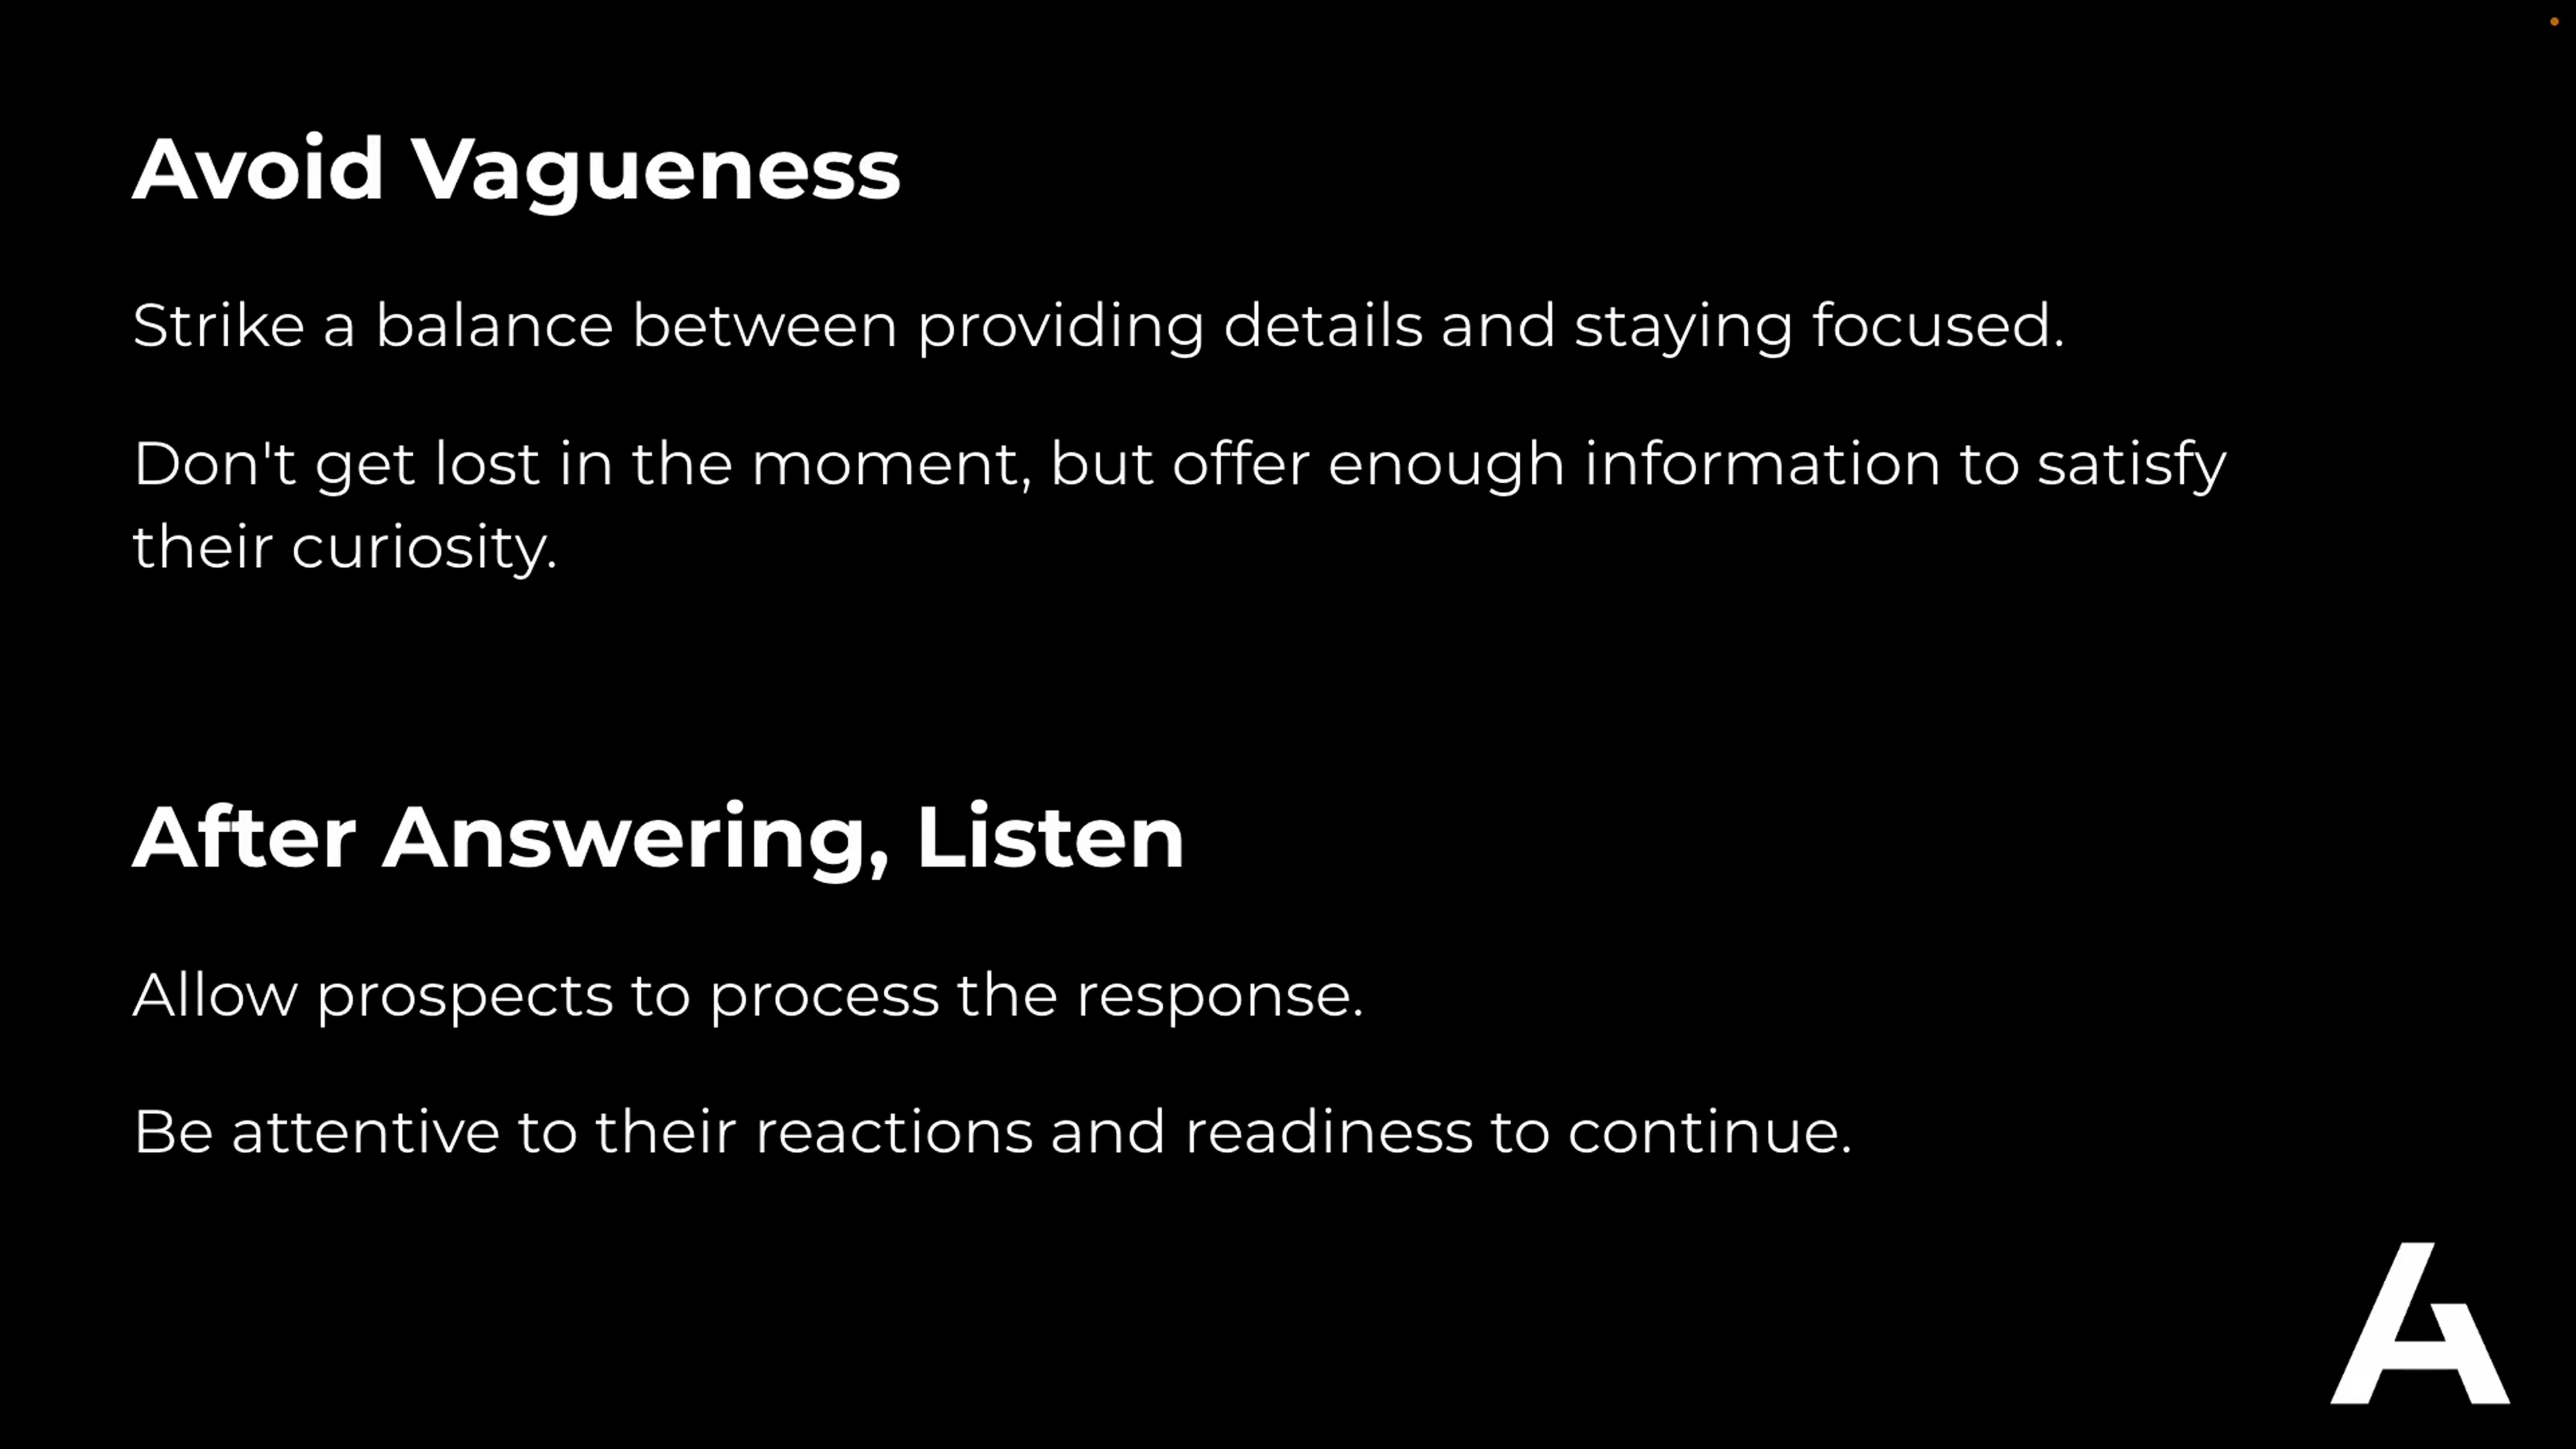 Avoid Vagueness
Strike a balance between providing details and staying focused.
Don't get lost in the moment, but offer enough information to satisfy
their curiosity.
After Answering, Listen
Allow prospects to process the response.
Be attentive to their reactions and readiness to continue.